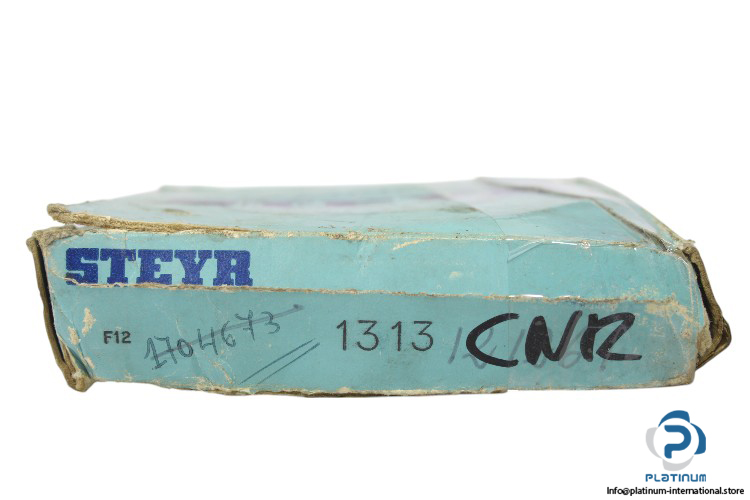 STEYR
F12 1704673 1313 CNR
PLATINUM
Info@platinum-international.store